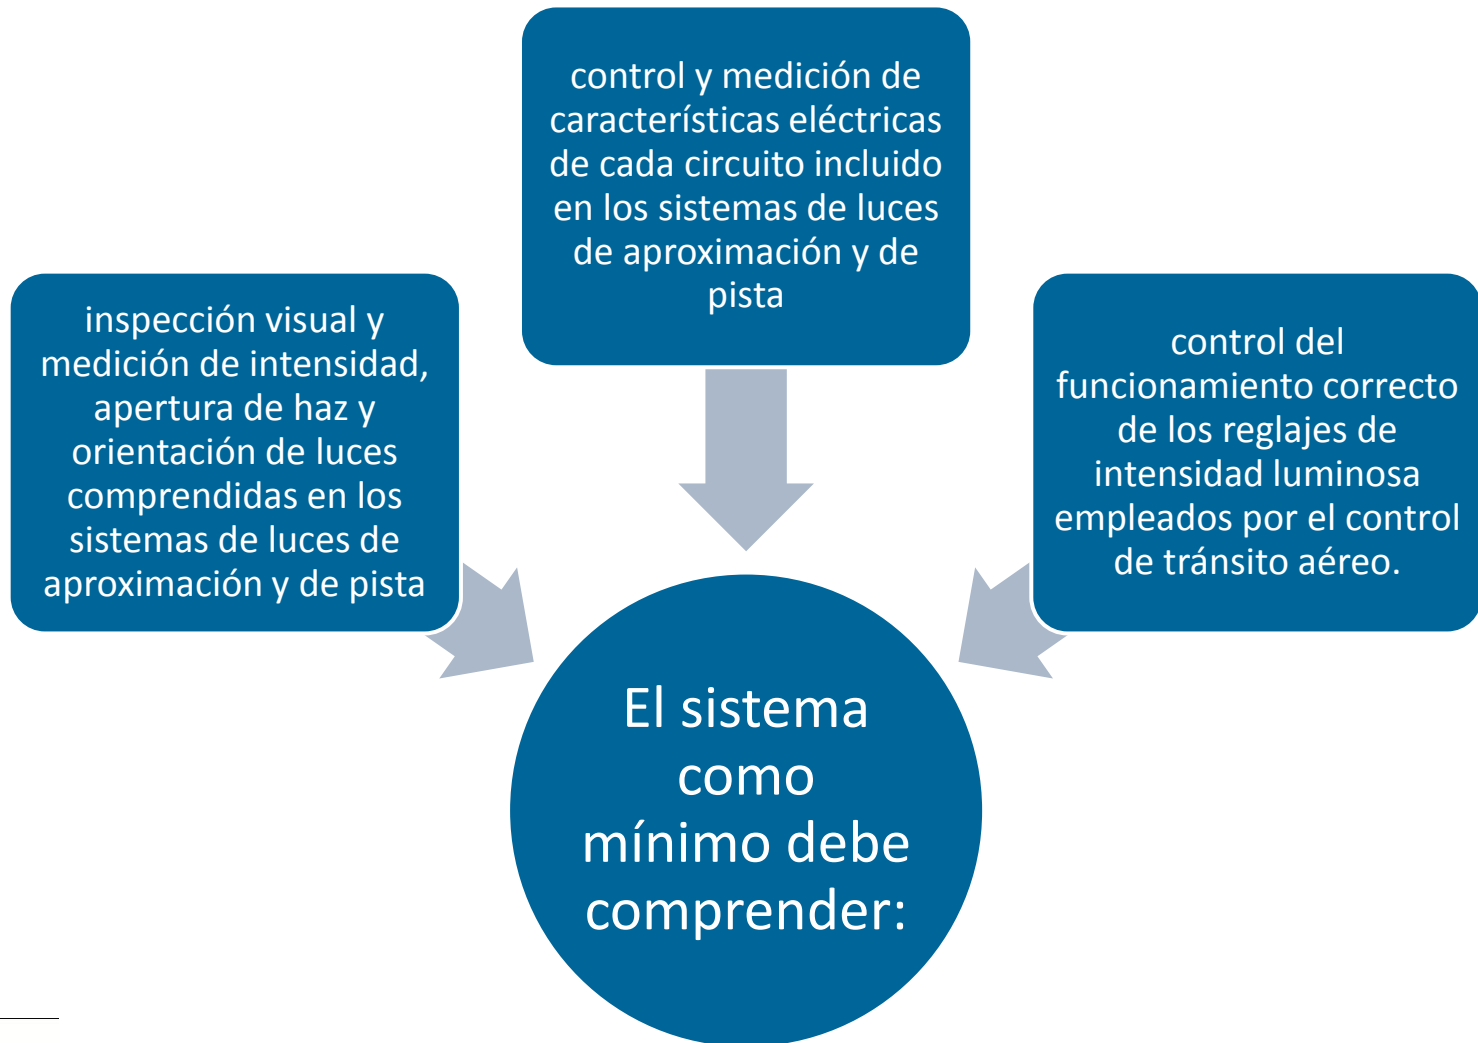 control y medición de
características eléctricas
de cada circuito incluido
en los sistemas de luces
de aproximación y de
pista
inspección visual y
medición de intensidad,
apertura de haz y
orientación de luces
comprendidas en los
sistemas de luces de
aproximación y de pista
control del
funcionamiento correcto
de los reglajes de
intensidad luminosa
empleados por el control
de tránsito aéreo.
El sistema
como
mínimo debe
comprender: